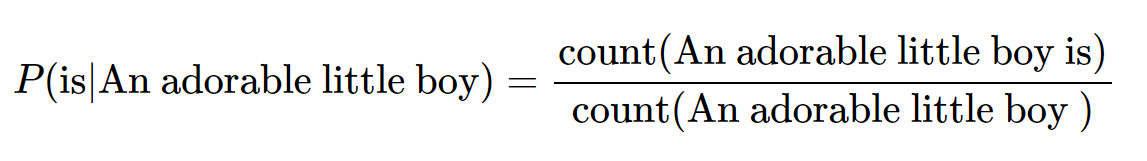 P(is|An adorable little boy) = count(An adorable little boy is)
count(An adorable little boy )